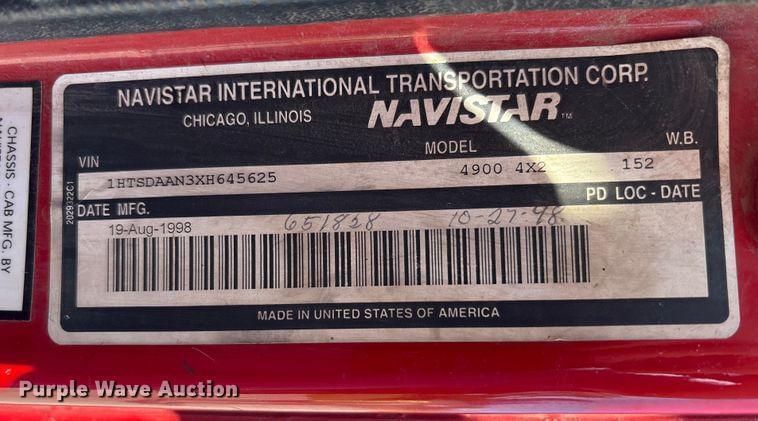 NAVISTAR INTERNATIONAL TRANSPORTATION CORP.
CHICAGO, ILLINOIS NAVISTAR TM
VIN MODEL W.B.
1HTSDAAN3XH645625 4900 4X2 152
PD LOC - DATE
DATE MFG.
19-Aug-1998 651828 10-27-98
MADE IN UNITED STATES OF AMERICA
2029322C1
CHASSIS - CAB MFG. BY
Purple Wave Auction